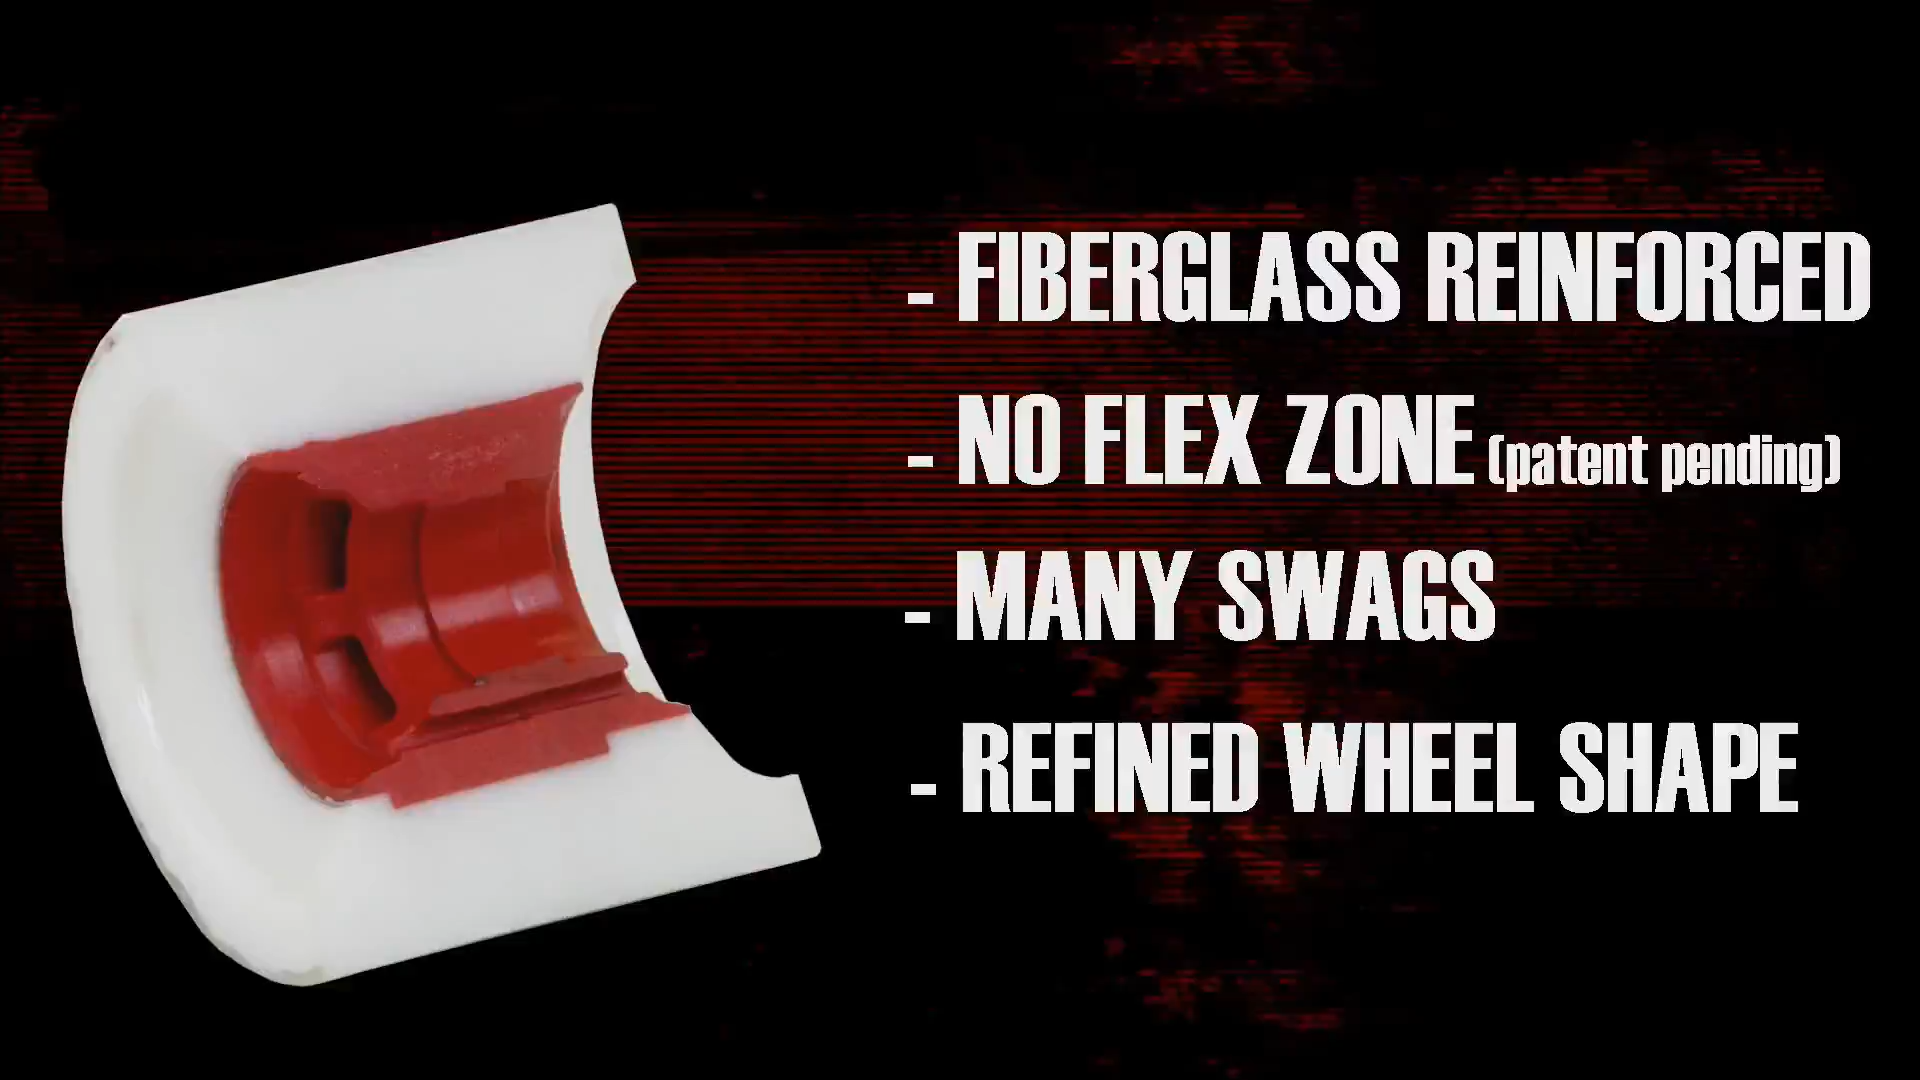 - FIBERGLASS REINFORCED
- NO FLEX ZONE (patent pending)
- MANY SWAGS
- REFINED WHEEL SHAPE